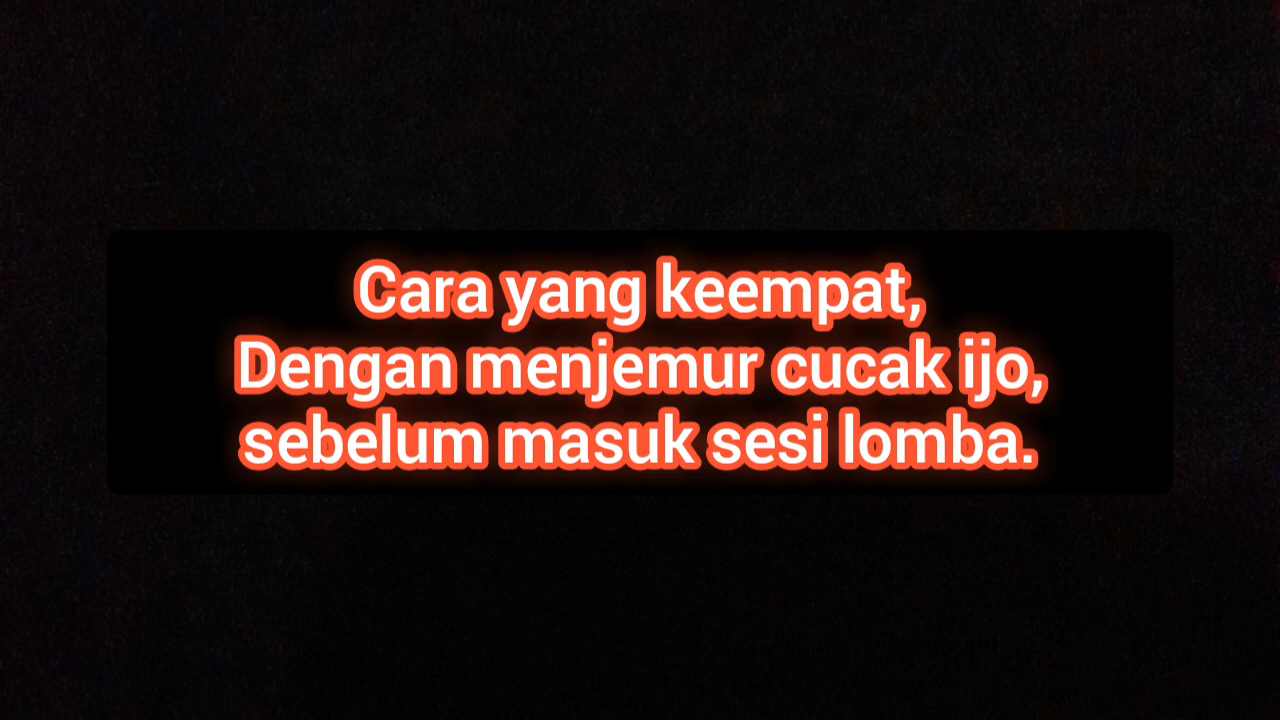 Cara yang keempat,
Dengan menjemur cucak ijo,
sebelum masuk sesi lomba.